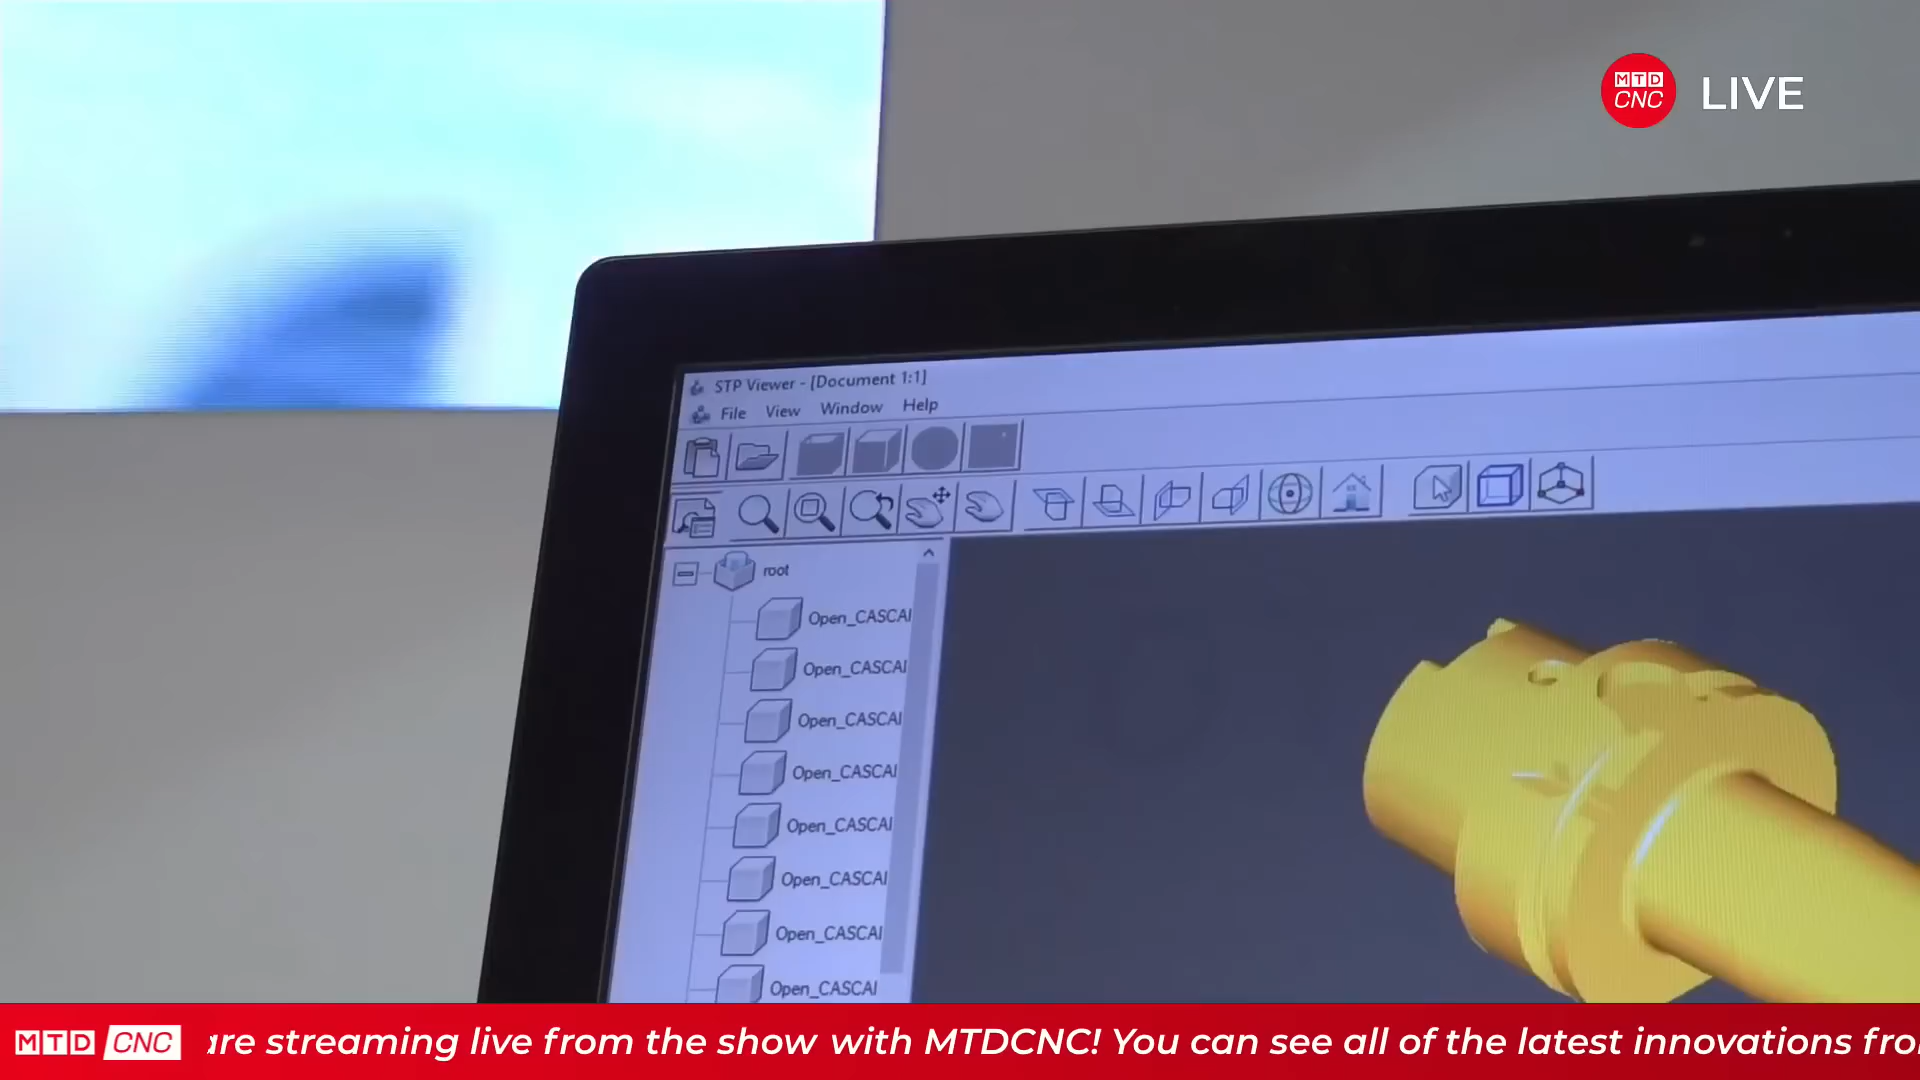 MTD
CNC
LIVE
STP Viewer - [Document 1:1]
File View Window Help
root
Open_CASCAI
Open_CASCAI
Open_CASCAI
Open_CASCAI
Open_CASCAI
Open_CASCAI
Open_CASCAI
Open_CASCAI
MTD CNC are streaming live from the show with MTDCNC! You can see all of the latest innovations fro